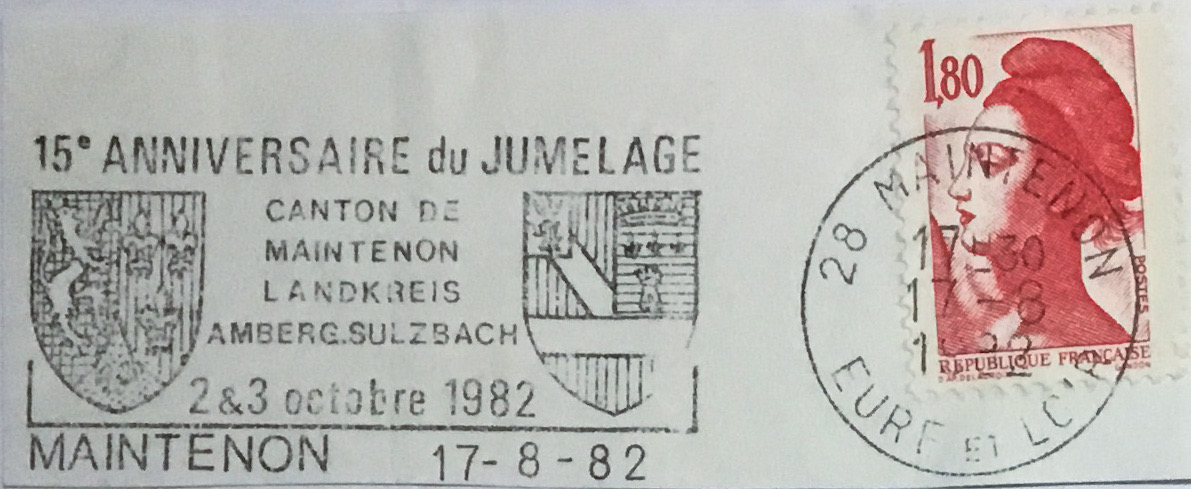 15e ANNIVERSAIRE du JUMELAGE
CANTON DE
MAINTENON
LANDKREIS
AMBERG.SULZBACH
2&3 octobre 1982
MAINTENON 17-8-82
28 MAINTENON
17-30
17-8
EURE ET LOIR
1,80
POSTES
REPUBLIQUE FRANÇAISE